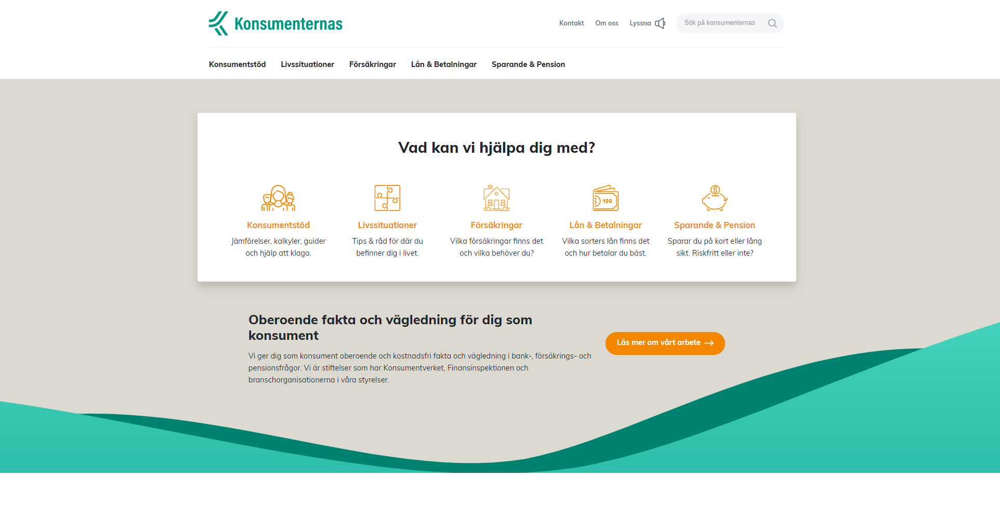 Konsumenternas
Kontakt Om oss Lyssna Sök på konsumenternas
Konsumentstöd Livssituationer Försäkringar Lån & Betalningar Sparande & Pension
Vad kan vi hjälpa dig med?
100
$
Konsumentstöd
Jämförelser, kalkyler, guider
och hjälp att klaga.
Livssituationer
Tips & råd för där du
befinner dig i livet.
Försäkringar
Vilka försäkringar finns det
och vilka behöver du?
Lån & Betalningar
Vilka sorters lån finns det
och hur betalar du bäst.
Sparande & Pension
Sparar du på kort eller lång
sikt. Riskfritt eller inte?
Oberoende fakta och vägledning för dig som
konsument
Vi ger dig som konsument oberoende och kostnadsfri fakta och vägledning i bank-, försäkrings- och
pensionsfrågor. Vi är stiftelser som har Konsumentverket, Finansinspektionen och
branschorganisationerna i våra styrelser.
Läs mer om vårt arbete